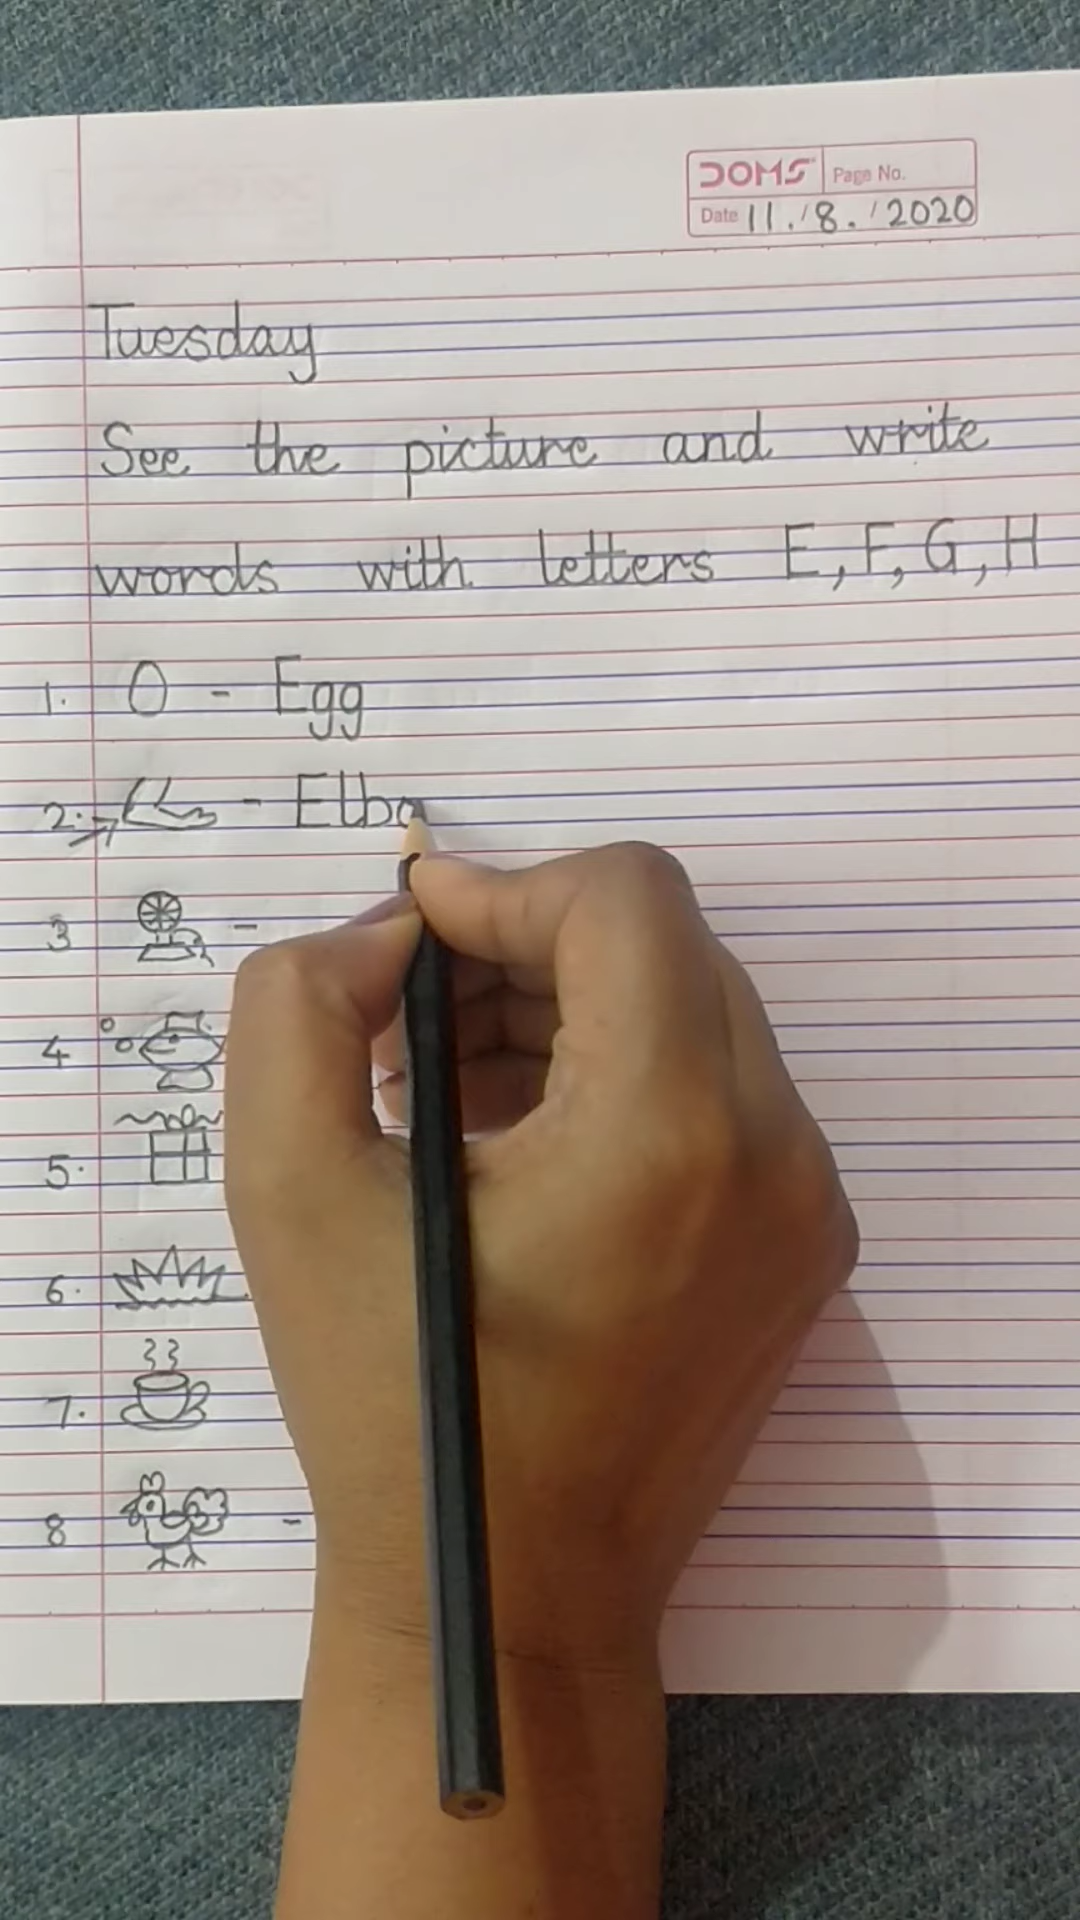 DOMS Page No.
Date 11./8./2020
Tuesday
See the picture and write
words with letters E, F, G, H
1. - Egg
2. - Elbo
3 -
4
5.
6.
7.
8 -